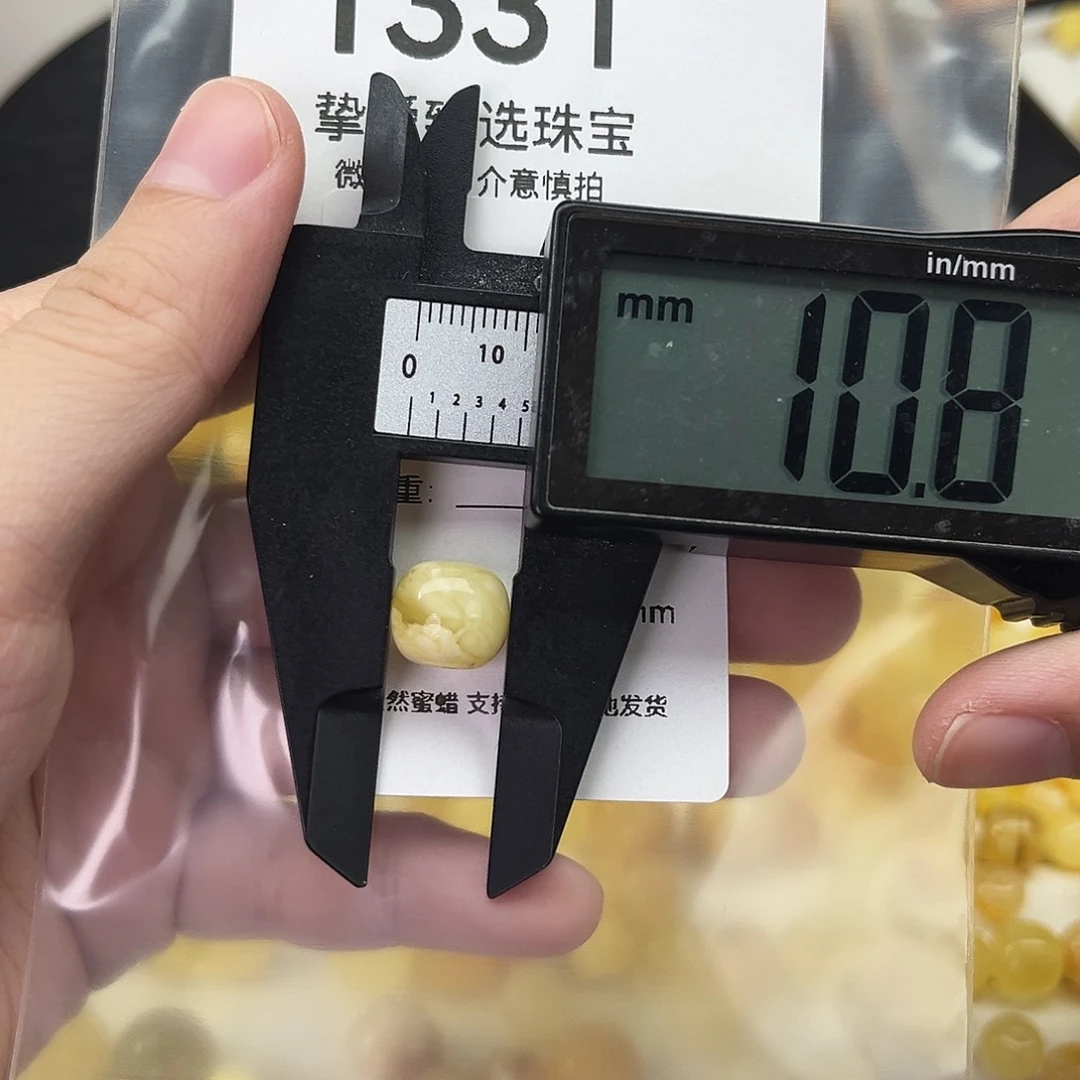 1331
挚 选珠宝
微 介意慎拍
in/mm
mm
10.8
0 10
1 2 3 4 5
重:
mm
然蜜蜡 支持 地发货